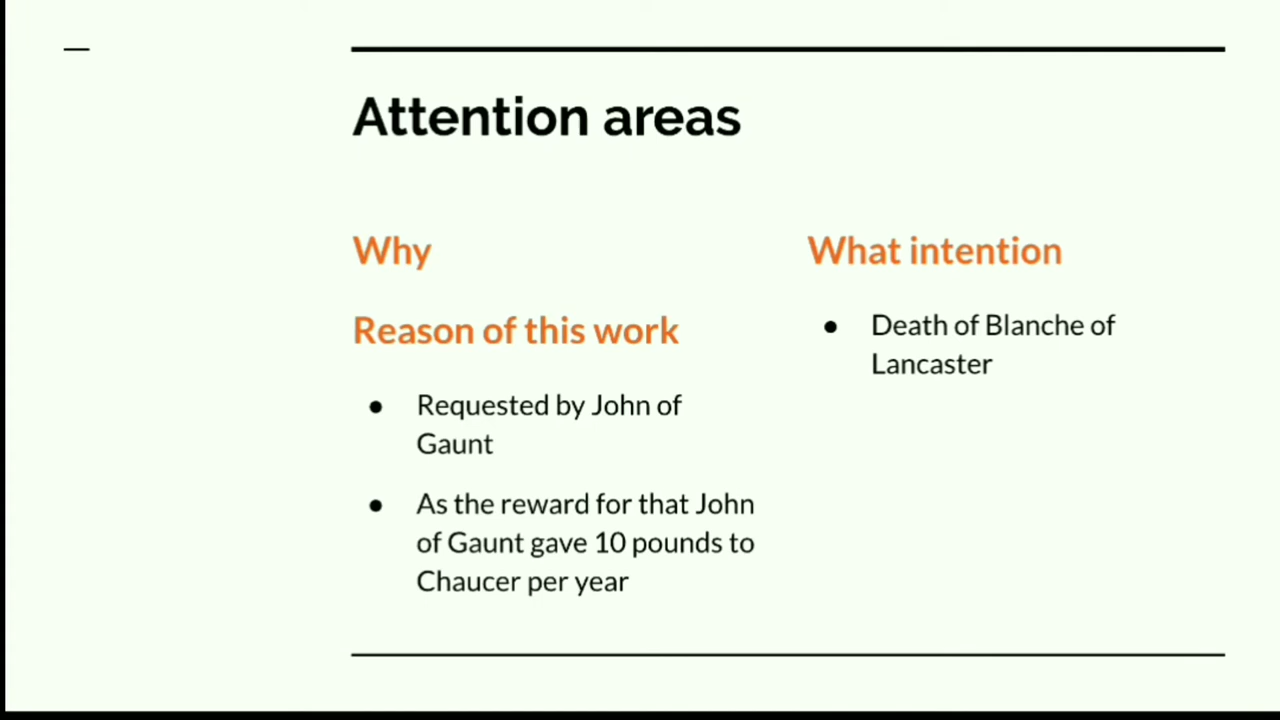 Attention areas
Why
Reason of this work
● Requested by John of
Gaunt
● As the reward for that John
of Gaunt gave 10 pounds to
Chaucer per year
What intention
● Death of Blanche of
Lancaster